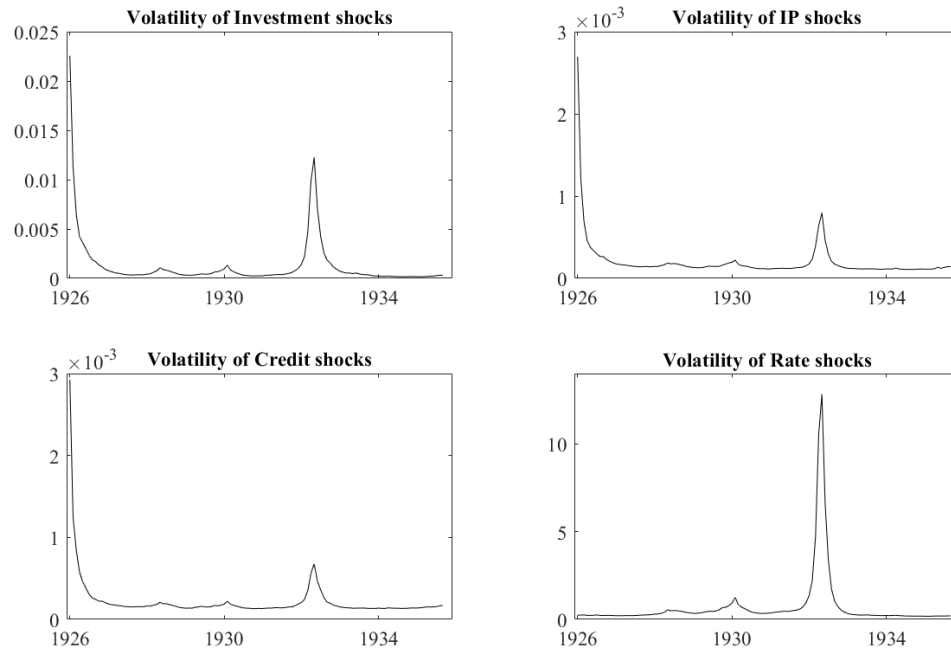 Volatility of Investment shocks
0.025
0.02
0.015
0.01
0.005
0
1926 1930 1934
Volatility of IP shocks
×10⁻³
3
2
1
0
1926 1930 1934
Volatility of Credit shocks
×10⁻³
3
2
1
0
1926 1930 1934
Volatility of Rate shocks
10
5
0
1926 1930 1934